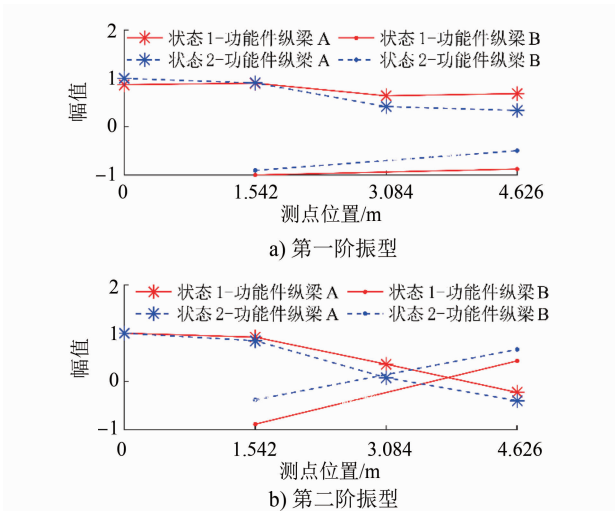 2
状态1-功能件纵梁A 状态1-功能件纵梁B
状态2-功能件纵梁A 状态2-功能件纵梁B
1
幅值
0
-1
0 1.542 3.084 4.626
测点位置/m
a) 第一阶振型
2
状态1-功能件纵梁A 状态1-功能件纵梁B
状态2-功能件纵梁A 状态2-功能件纵梁B
1
幅值
0
-1
0 1.542 3.084 4.626
测点位置/m
b) 第二阶振型